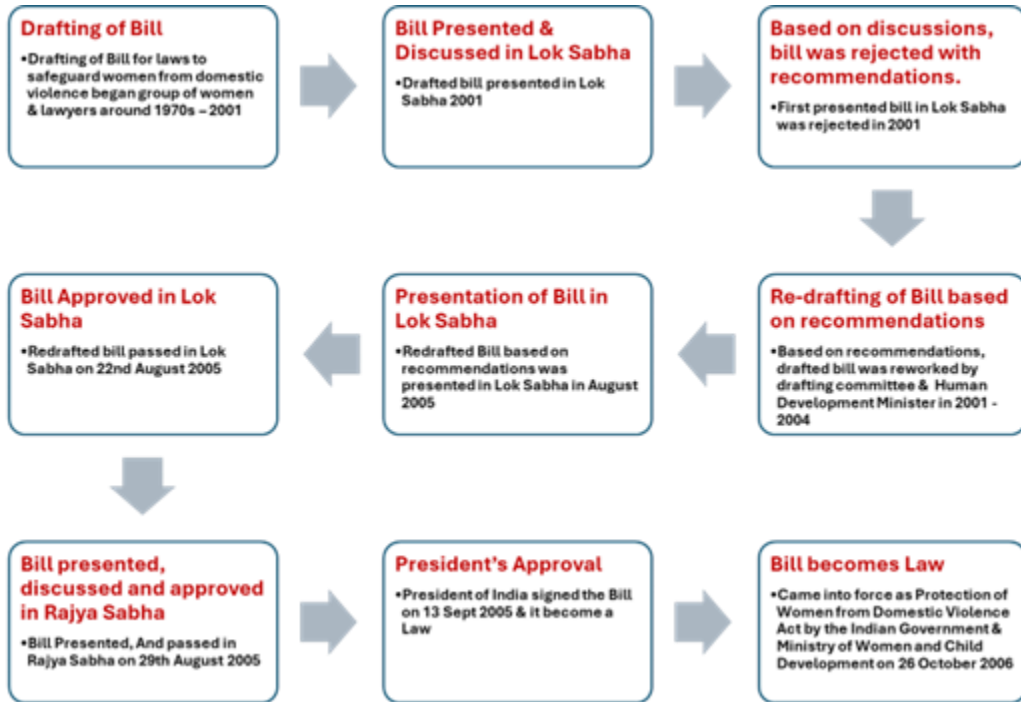 Drafting of Bill
•Drafting of Bill for laws to
safeguard women from domestic
violence began group of women
& lawyers around 1970s – 2001
Bill Presented &
Discussed in Lok Sabha
•Drafted bill presented in Lok
Sabha 2001
Based on discussions,
bill was rejected with
recommendations.
•First presented bill in Lok Sabha
was rejected in 2001
Re-drafting of Bill based
on recommendations
•Based on recommendations,
drafted bill was reworked by
drafting committee & Human
Development Minister in 2001 -
2004
Presentation of Bill in
Lok Sabha
•Redrafted Bill based on
recommendations was
presented in Lok Sabha in August
2005
Bill Approved in Lok
Sabha
•Redrafted bill passed in Lok
Sabha on 22nd August 2005
Bill presented,
discussed and approved
in Rajya Sabha
•Bill Presented, And passed in
Rajya Sabha on 29th August 2005
President's Approval
•President of India signed the Bill
on 13 Sept 2005 & it become a
Law
Bill becomes Law
•Came into force as Protection of
Women from Domestic Violence
Act by the Indian Government &
Ministry of Women and Child
Development on 26 October 2006